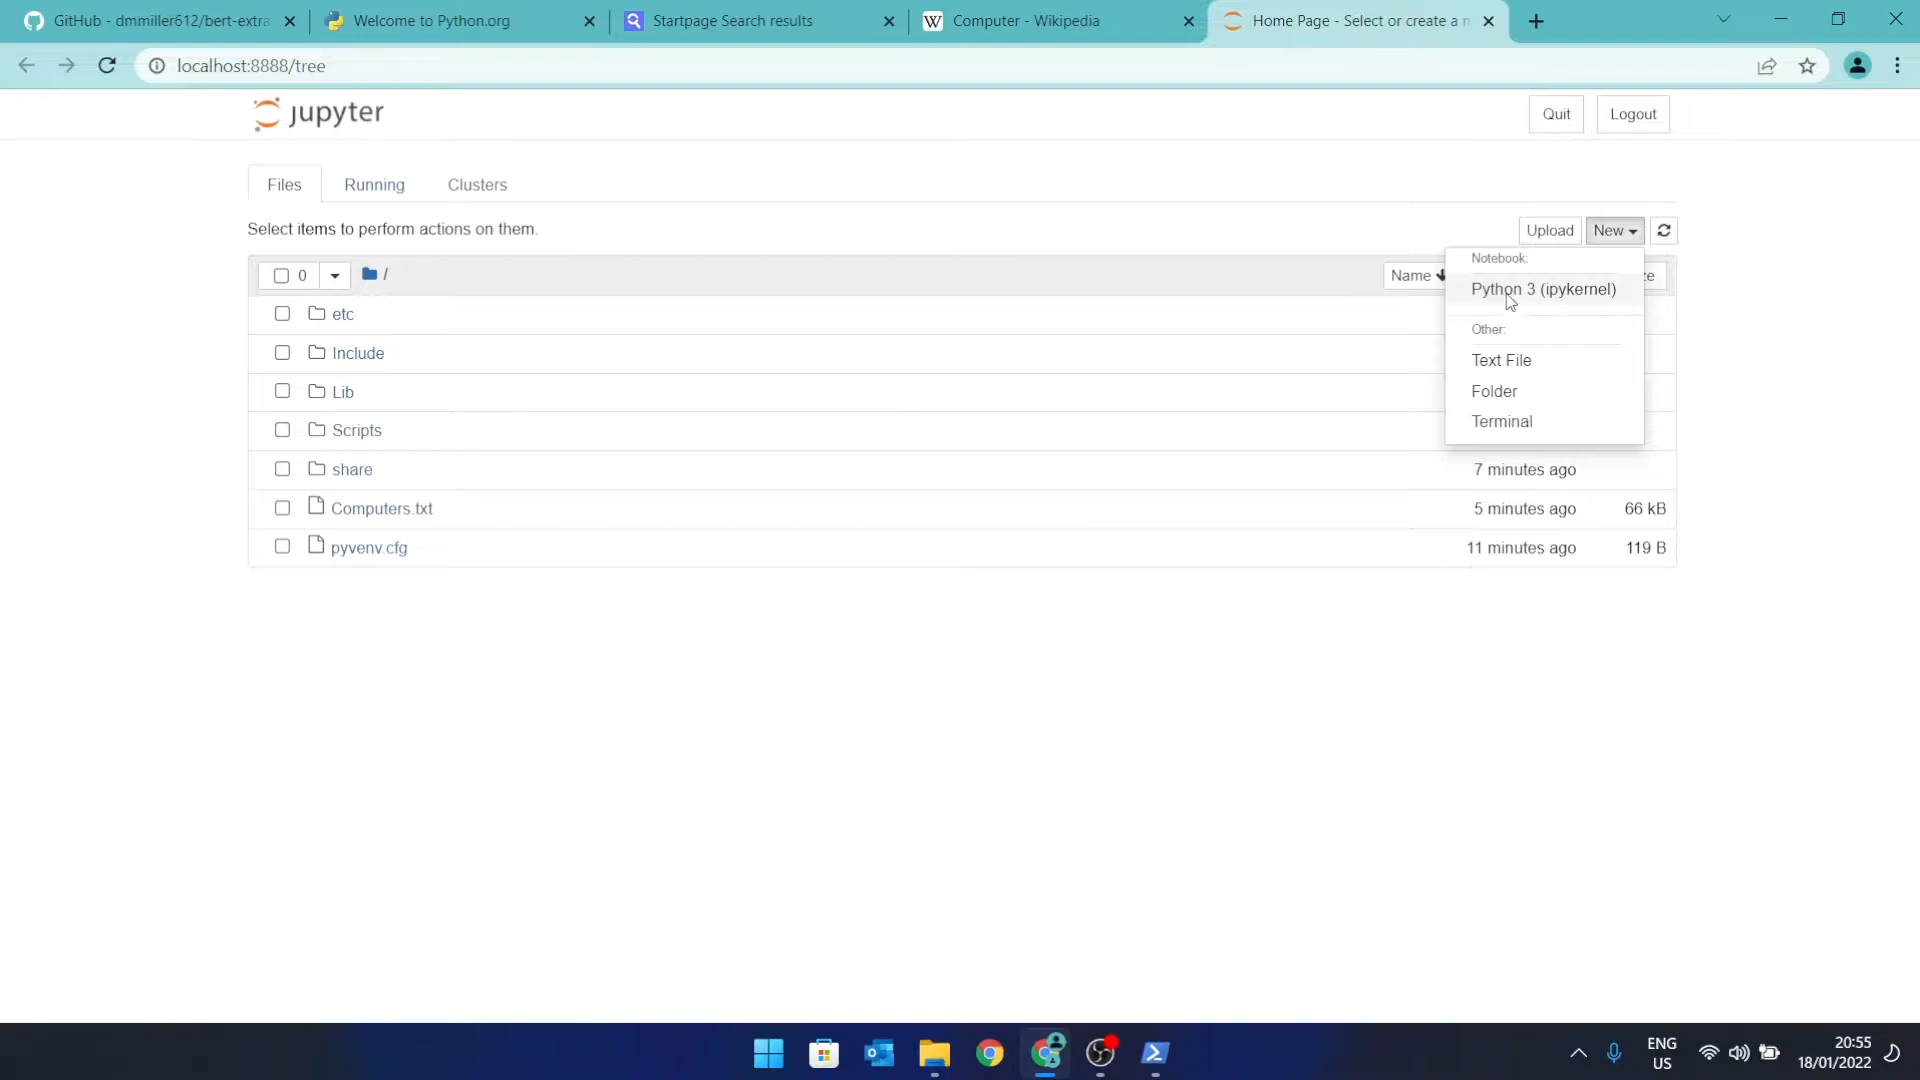 GitHub - dmmiller612/bert-extra
Welcome to Python.org
Startpage Search results
Computer - Wikipedia
Home Page - Select or create a n
localhost:8888/tree
jupyter
Quit
Logout
Files
Running
Clusters
Select items to perform actions on them.
Upload
New
0
/
Name
ze
Notebook:
Python 3 (ipykernel)
Other:
Text File
Folder
Terminal
etc
Include
Lib
Scripts
share
7 minutes ago
Computers.txt
5 minutes ago
66 kB
pyvenv.cfg
11 minutes ago
119 B
ENG
US
20:55
18/01/2022